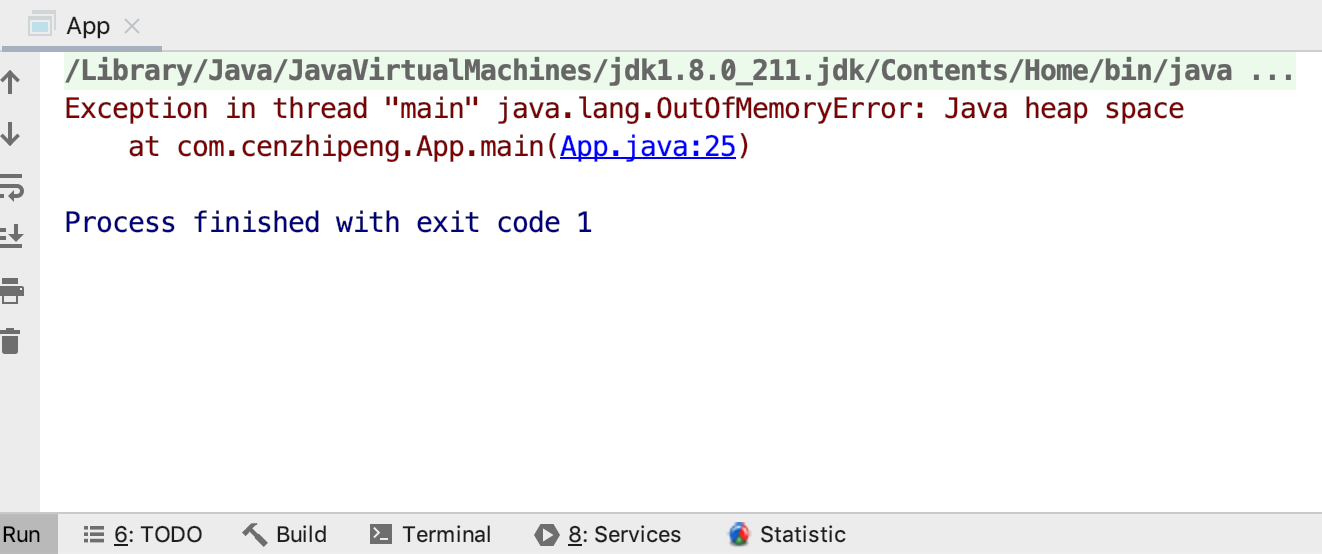 App
/Library/Java/JavaVirtualMachines/jdk1.8.0_211.jdk/Contents/Home/bin/java ...
Exception in thread "main" java.lang.OutOfMemoryError: Java heap space
at com.cenzhipeng.App.main(App.java:25)
Process finished with exit code 1
Run 6: TODO Build Terminal 8: Services Statistic